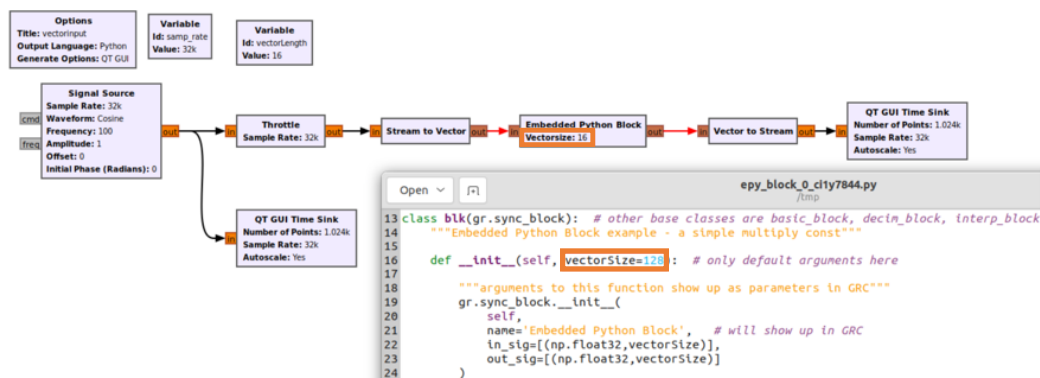 Options
Title: vectorinput
Output Language: Python
Generate Options: QT GUI
Variable
Id: samp_rate
Value: 32k
Variable
Id: vectorLength
Value: 16
Signal Source
Sample Rate: 32k
Waveform: Cosine
Frequency: 100
Amplitude: 1
Offset: 0
Initial Phase (Radians): 0
cmd
freq
out
in
Throttle
Sample Rate: 32k
out
in
Stream to Vector
out
in
Embedded Python Block
Vectorsize: 16
out
in
Vector to Stream
out
in
QT GUI Time Sink
Number of Points: 1.024k
Sample Rate: 32k
Autoscale: Yes
in
QT GUI Time Sink
Number of Points: 1.024k
Sample Rate: 32k
Autoscale: Yes
Open
epy_block_0_ci1y7844.py
/tmp
13 class blk(gr.sync_block):  # other base classes are basic_block, decim_block, interp_block
14     """Embedded Python Block example - a simple multiply const"""
15
16     def __init__(self, vectorSize=128):  # only default arguments here
17
18         """arguments to this function show up as parameters in GRC"""
19         gr.sync_block.__init__(
20             self,
21             name='Embedded Python Block',   # will show up in GRC
22             in_sig=[(np.float32,vectorSize)],
23             out_sig=[(np.float32,vectorSize)]
24         )